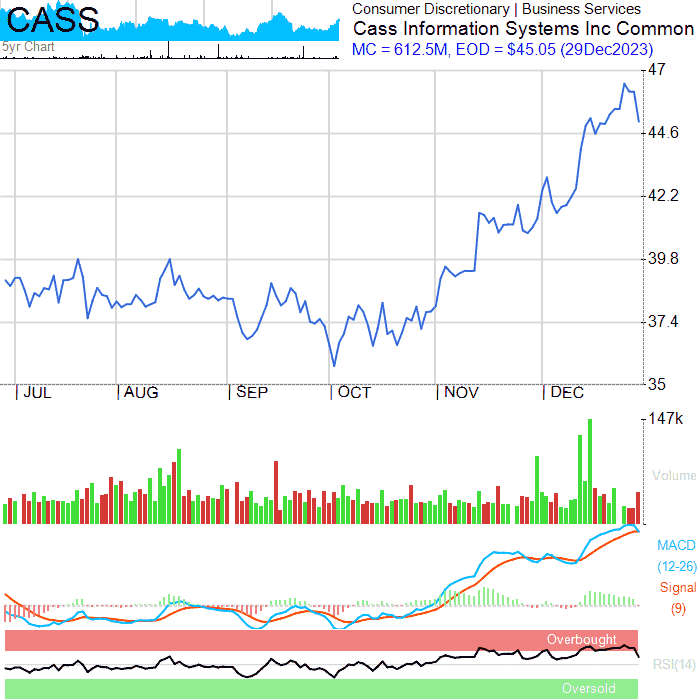 CASS
5yr Chart
Consumer Discretionary | Business Services
Cass Information Systems Inc Common
MC = 612.5M, EOD = $45.05 (29Dec2023)
47
44.6
42.2
39.8
37.4
35
JUL AUG SEP OCT NOV DEC
147k
Volume
MACD
(12-26)
Signal
(9)
Overbought
RSI(14)
Oversold